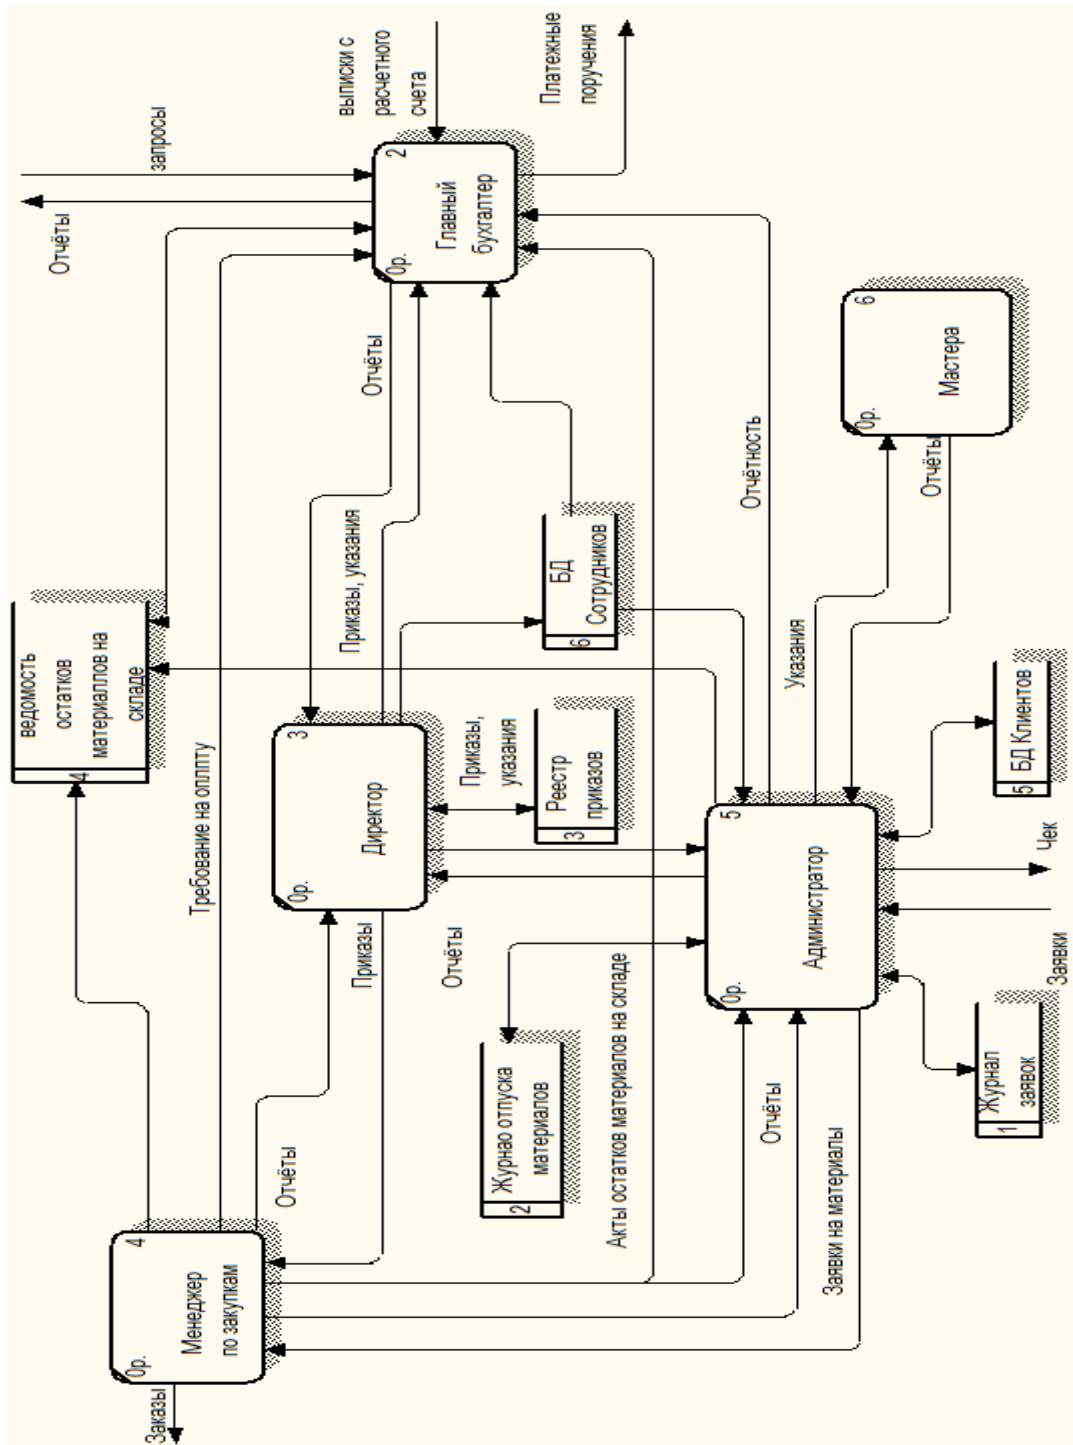 ведомость
остатков
материаллов на
складе
4
Отчёты
запросы
Заказы
4
Менеджер
по закупкам
0р.
Требование на оплпту
Отчёты
3
Директор
0р.
Приказы
Приказы, указания
Отчёты
выписки с
расчетного
счета
2
Главный
бухгалтер
0р.
Платежные
поручения
Отчёты
Приказы,
указания
Журнао отпуска
материалов
2
Реестр
приказов
3
БД
Сотрудников
6
Акты остатков материалов на складе
Отчётность
Отчёты
Указания
Заявки на материалы
5
Администратор
0р.
6
Мастера
0р.
Отчёты
Журнал
заявок
1
БД Клиентов
5
Заявки
Чек